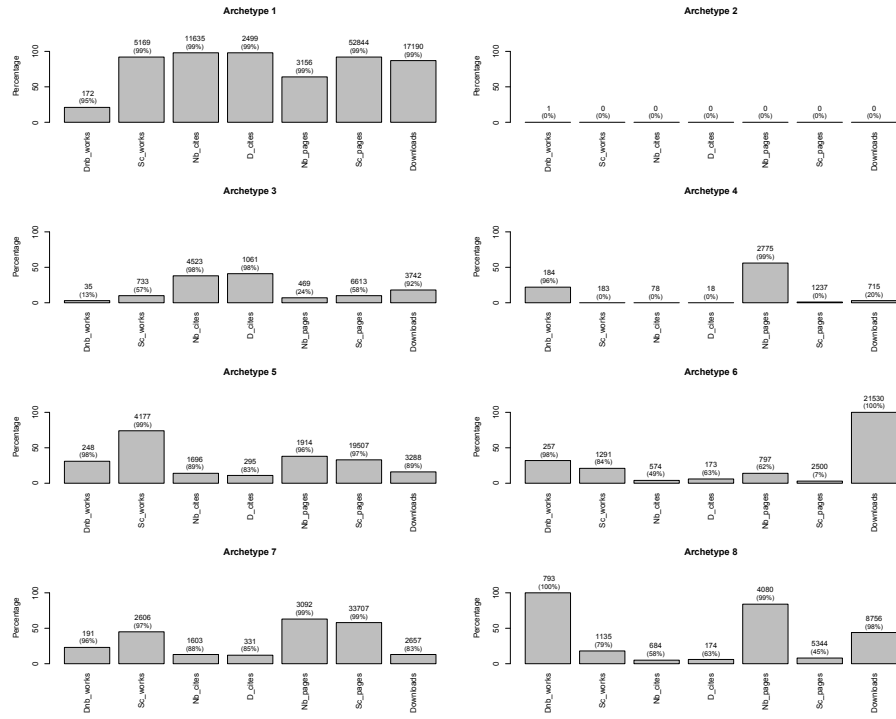 Archetype 1
Percentage
0 50 100
172
(95%)
5169
(99%)
11635
(99%)
2499
(99%)
3156
(99%)
52844
(99%)
17190
(99%)
Dnb_works
Sc_works
Nb_cites
D_cites
Nb_pages
Sc_pages
Downloads
Archetype 2
Percentage
0 50 100
1
(0%)
0
(0%)
0
(0%)
0
(0%)
0
(0%)
0
(0%)
0
(0%)
Dnb_works
Sc_works
Nb_cites
D_cites
Nb_pages
Sc_pages
Downloads
Archetype 3
Percentage
0 50 100
35
(13%)
733
(57%)
4523
(98%)
1061
(98%)
469
(24%)
6613
(58%)
3742
(92%)
Dnb_works
Sc_works
Nb_cites
D_cites
Nb_pages
Sc_pages
Downloads
Archetype 4
Percentage
0 50 100
184
(96%)
183
(0%)
78
(0%)
18
(0%)
2775
(99%)
1237
(0%)
715
(20%)
Dnb_works
Sc_works
Nb_cites
D_cites
Nb_pages
Sc_pages
Downloads
Archetype 5
Percentage
0 50 100
248
(98%)
4177
(99%)
1696
(89%)
295
(83%)
1914
(96%)
19507
(97%)
3288
(89%)
Dnb_works
Sc_works
Nb_cites
D_cites
Nb_pages
Sc_pages
Downloads
Archetype 6
Percentage
0 50 100
257
(98%)
1291
(84%)
574
(49%)
173
(63%)
797
(62%)
2500
(7%)
21530
(100%)
Dnb_works
Sc_works
Nb_cites
D_cites
Nb_pages
Sc_pages
Downloads
Archetype 7
Percentage
0 50 100
191
(96%)
2606
(97%)
1603
(88%)
331
(85%)
3092
(99%)
33707
(99%)
2657
(83%)
Dnb_works
Sc_works
Nb_cites
D_cites
Nb_pages
Sc_pages
Downloads
Archetype 8
Percentage
0 50 100
793
(100%)
1135
(79%)
684
(58%)
174
(63%)
4080
(99%)
5344
(45%)
8756
(98%)
Dnb_works
Sc_works
Nb_cites
D_cites
Nb_pages
Sc_pages
Downloads